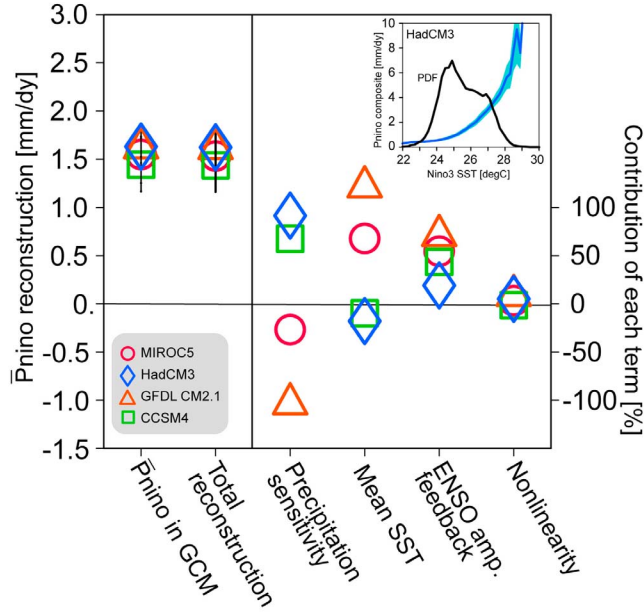 3.0
2.5
2.0
1.5
1.0
0.5
0
-0.5
-1.0
-1.5
P̅nino reconstruction [mm/dy]
HadCM3
PDF
10
8
6
4
2
0
Pnino composite [mm/dy]
22 24 26 28 30
Nino3 SST [degC]
100
50
0
-50
-100
Contribution of each term [%]
MIROC5
HadCM3
GFDL CM2.1
CCSM4
P̅nino in GCM
Total
reconstruction
Precipitation
sensitivity
Mean SST
ENSO amp.
feedback
Nonlinearity